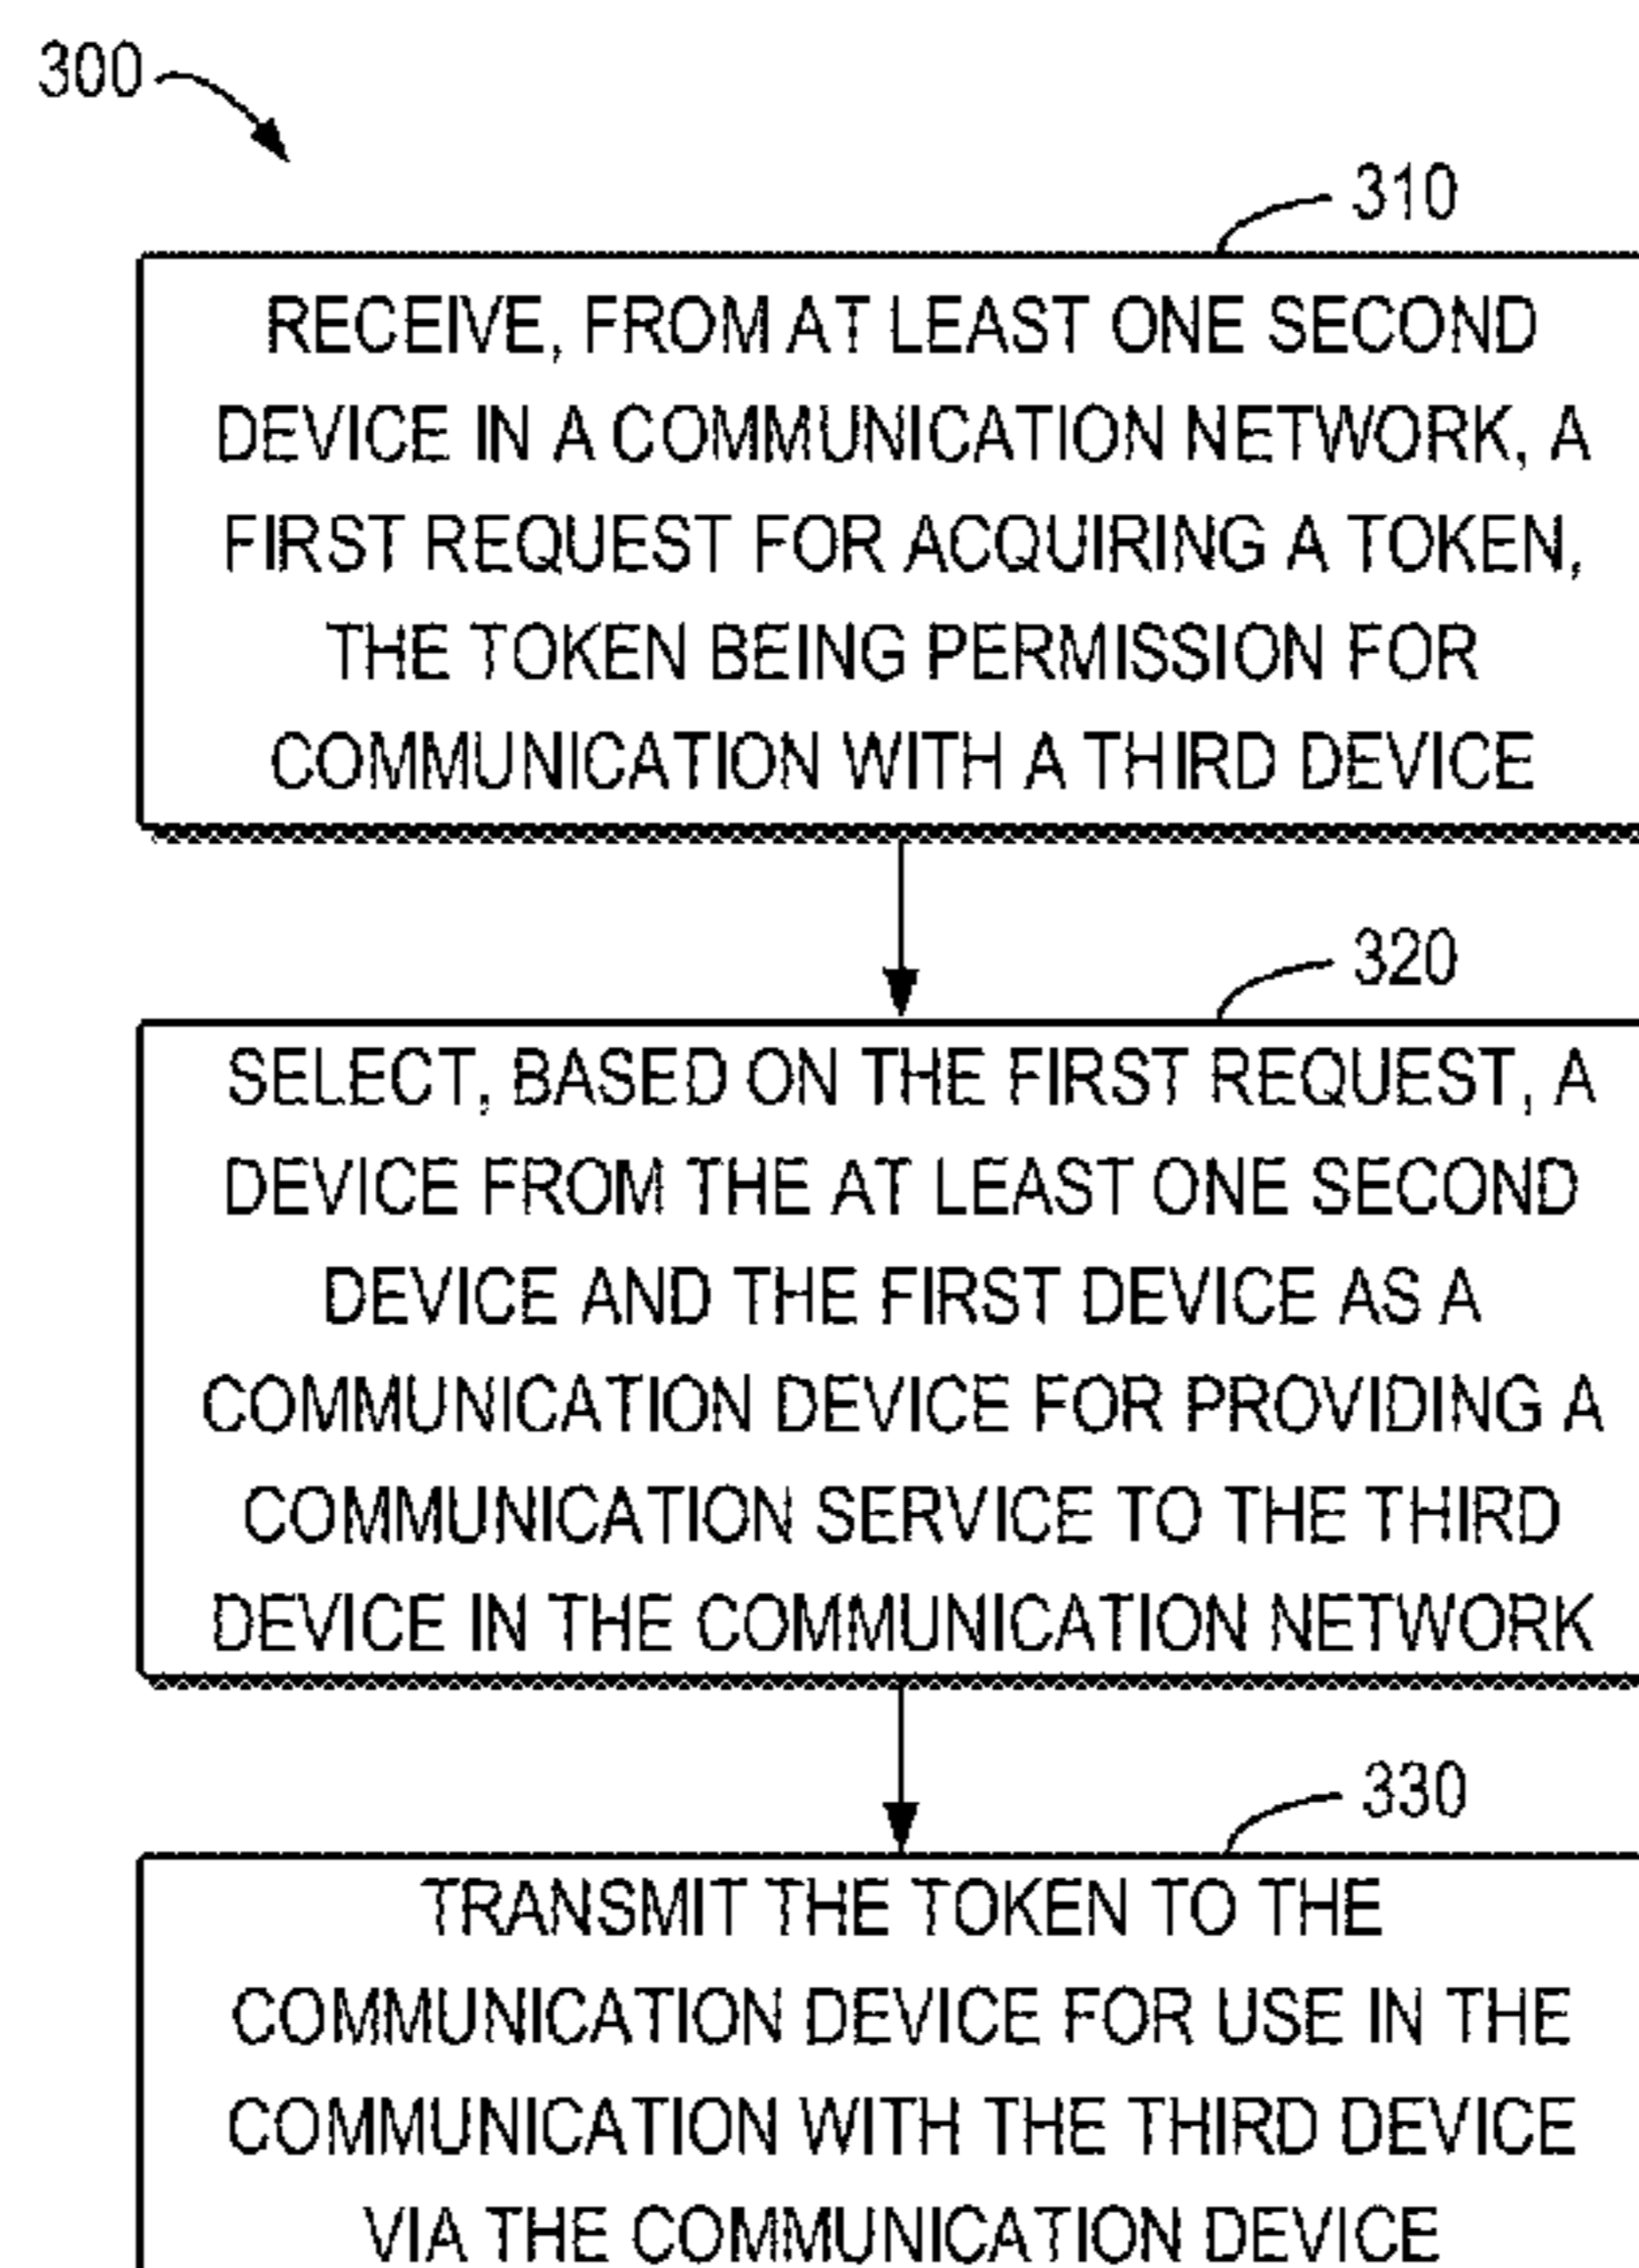 300
310
RECEIVE, FROM AT LEAST ONE SECOND
DEVICE IN A COMMUNICATION NETWORK, A
FIRST REQUEST FOR ACQUIRING A TOKEN,
THE TOKEN BEING PERMISSION FOR
COMMUNICATION WITH A THIRD DEVICE
320
SELECT, BASED ON THE FIRST REQUEST, A
DEVICE FROM THE AT LEAST ONE SECOND
DEVICE AND THE FIRST DEVICE AS A
COMMUNICATION DEVICE FOR PROVIDING A
COMMUNICATION SERVICE TO THE THIRD
DEVICE IN THE COMMUNICATION NETWORK
330
TRANSMIT THE TOKEN TO THE
COMMUNICATION DEVICE FOR USE IN THE
COMMUNICATION WITH THE THIRD DEVICE
VIA THE COMMUNICATION DEVICE